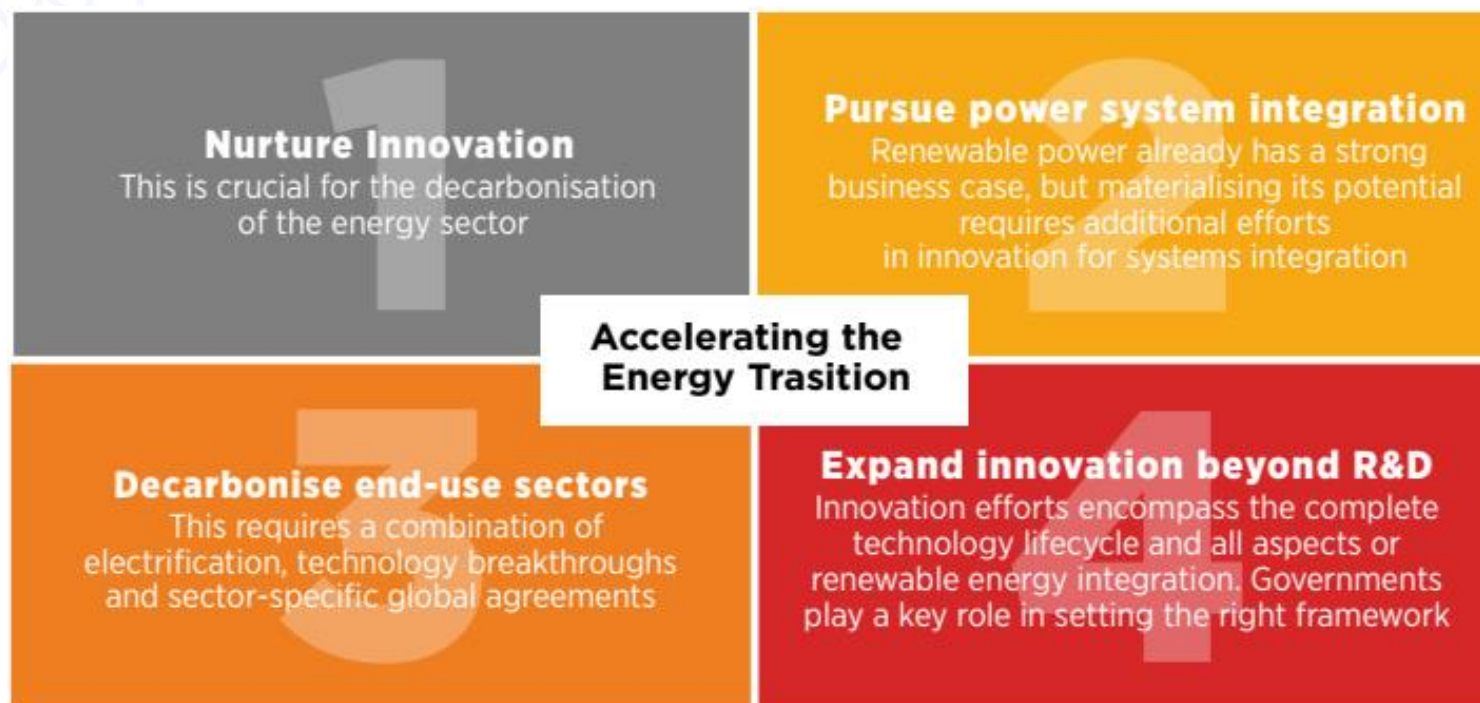 1
Nurture Innovation
This is crucial for the decarbonisation
of the energy sector
2
Pursue power system integration
Renewable power already has a strong
business case, but materialising its potential
requires additional efforts
in innovation for systems integration
Accelerating the
Energy Trasition
3
Decarbonise end-use sectors
This requires a combination of
electrification, technology breakthroughs
and sector-specific global agreements
4
Expand innovation beyond R&D
Innovation efforts encompass the complete
technology lifecycle and all aspects or
renewable energy integration. Governments
play a key role in setting the right framework